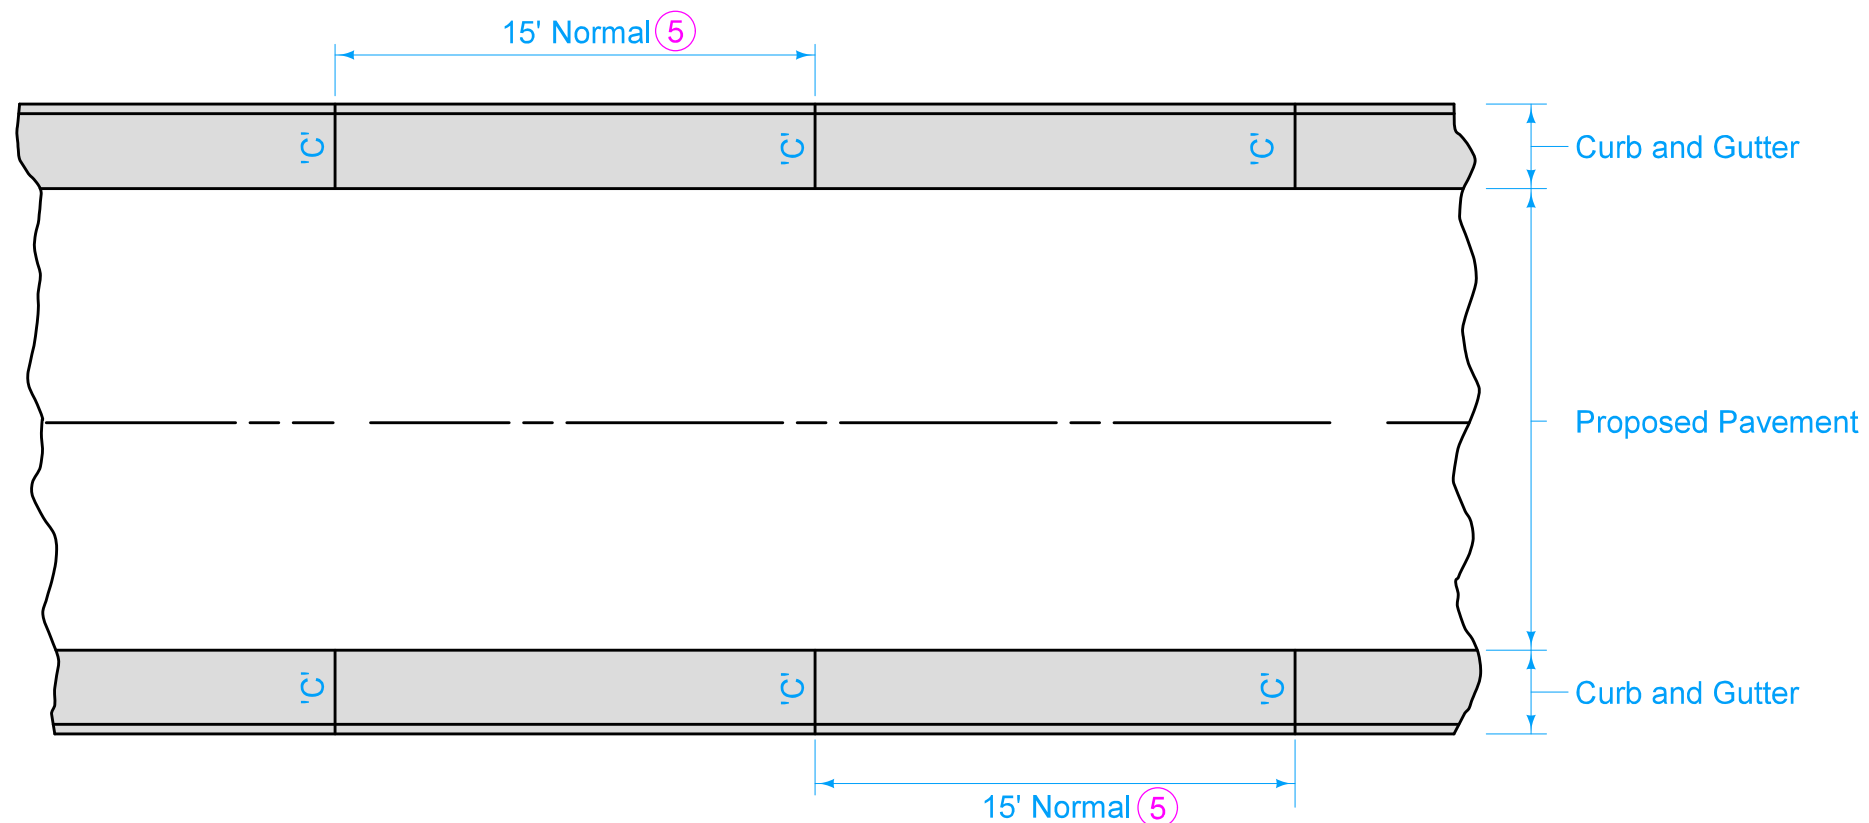 15' Normal 5
'C' 'C' 'C'
Curb and Gutter
Proposed Pavement
'C' 'C' 'C'
Curb and Gutter
15' Normal 5